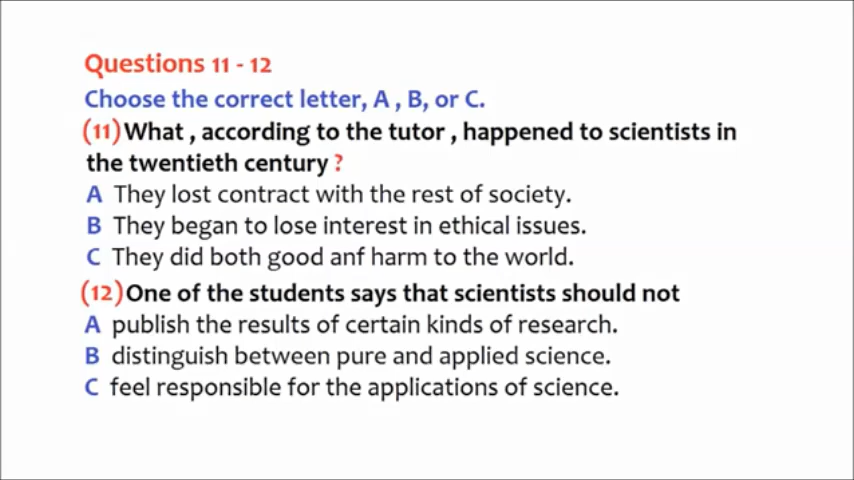 Questions 11 - 12
Choose the correct letter, A , B, or C.
(11) What , according to the tutor , happened to scientists in
the twentieth century ?
A They lost contract with the rest of society.
B They began to lose interest in ethical issues.
C They did both good anf harm to the world.
(12) One of the students says that scientists should not
A publish the results of certain kinds of research.
B distinguish between pure and applied science.
C feel responsible for the applications of science.